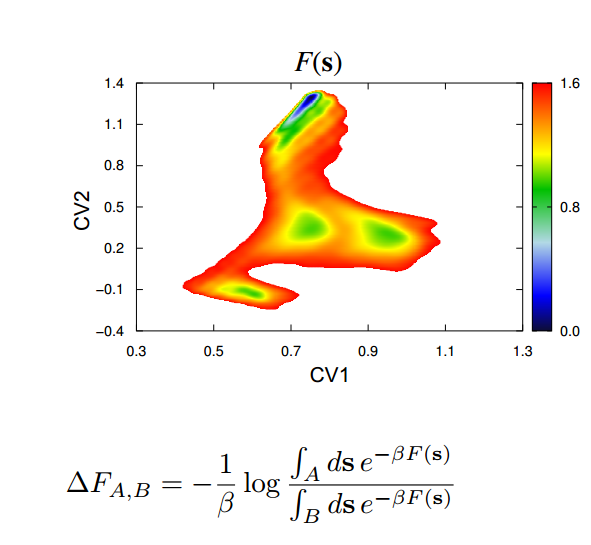 F(s)
1.4
1.1
0.8
0.5
0.2
−0.1
−0.4
CV2
0.3 0.5 0.7 0.9 1.1 1.3
CV1
1.6
0.8
0.0
ΔF_{A,B} = −\frac{1}{β} log \frac{∫_A ds e^{−βF(s)}}{∫_B ds e^{−βF(s)}}